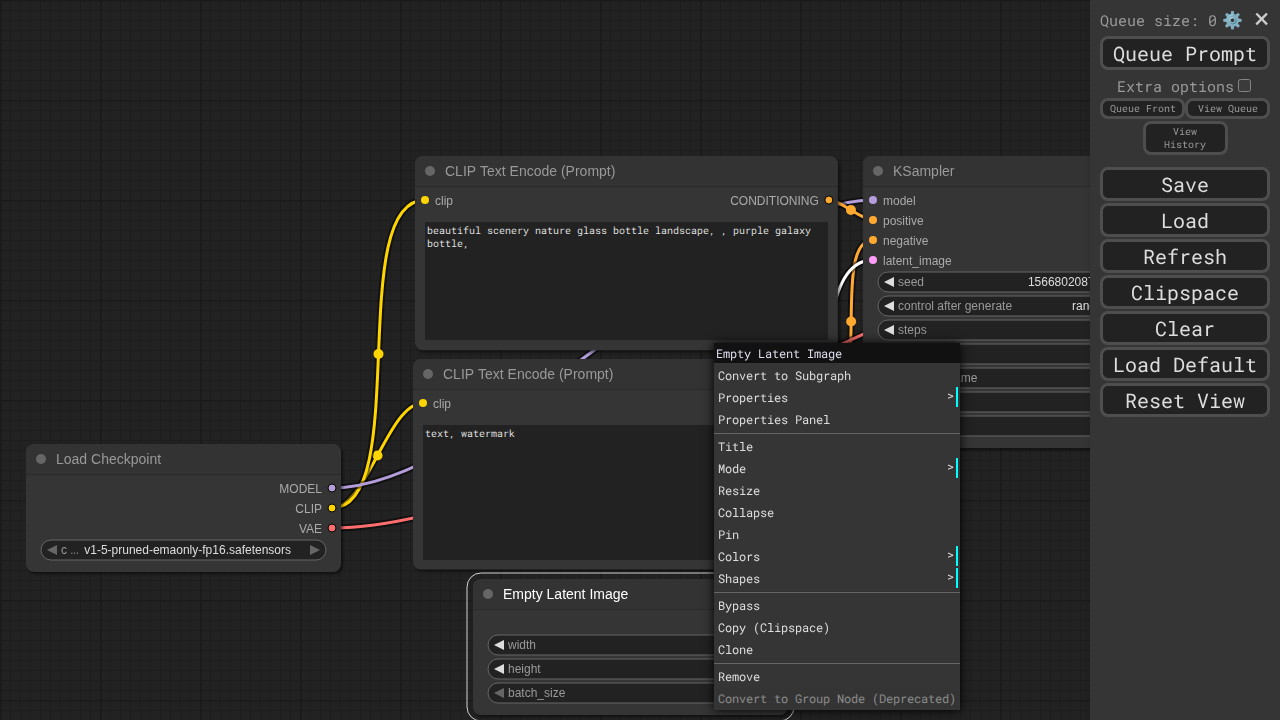 Queue size: 0
Queue Prompt
Extra options
Queue Front
View Queue
View
History
Save
Load
Refresh
Clipspace
Clear
Load Default
Reset View
CLIP Text Encode (Prompt)
clip
CONDITIONING
beautiful scenery nature glass bottle landscape, , purple galaxy
bottle,
KSampler
model
positive
negative
latent_image
seed
control after generate
steps
CLIP Text Encode (Prompt)
clip
text, watermark
Load Checkpoint
MODEL
CLIP
VAE
c ... v1-5-pruned-emaonly-fp16.safetensors
Empty Latent Image
width
height
batch_size
Empty Latent Image
Convert to Subgraph
Properties >
Properties Panel
Title
Mode >
Resize
Collapse
Pin
Colors >
Shapes >
Bypass
Copy (Clipspace)
Clone
Remove
Convert to Group Node (Deprecated)